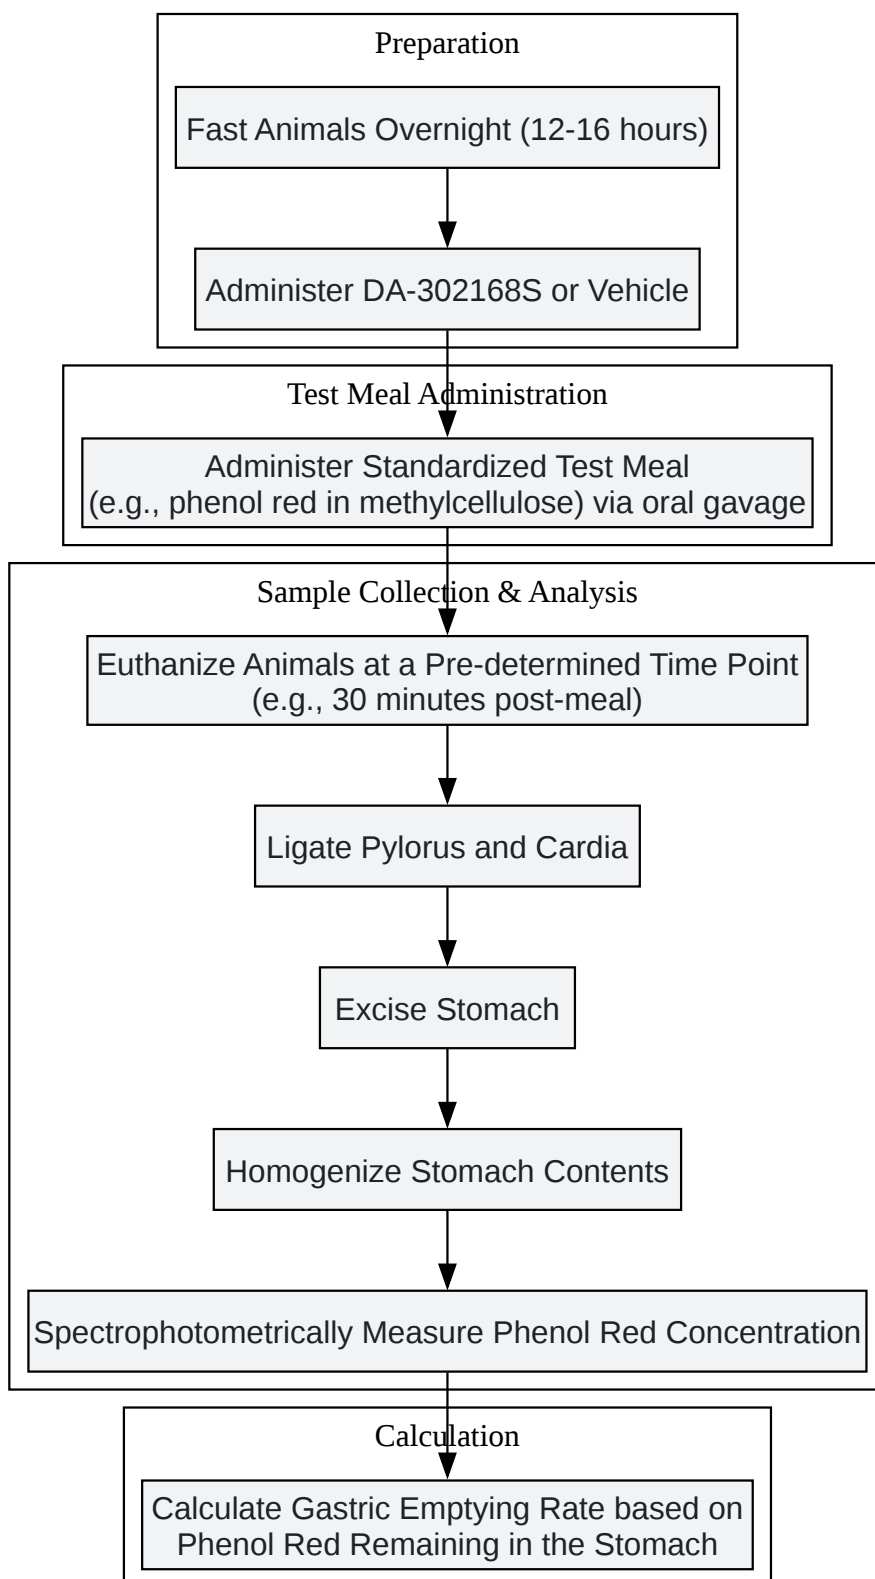 Preparation
Fast Animals Overnight (12-16 hours)
Administer DA-302168S or Vehicle
Test Meal Administration
Administer Standardized Test Meal
(e.g., phenol red in methylcellulose) via oral gavage
Sample Collection & Analysis
Euthanize Animals at a Pre-determined Time Point
(e.g., 30 minutes post-meal)
Ligate Pylorus and Cardia
Excise Stomach
Homogenize Stomach Contents
Spectrophotometrically Measure Phenol Red Concentration
Calculation
Calculate Gastric Emptying Rate based on
Phenol Red Remaining in the Stomach